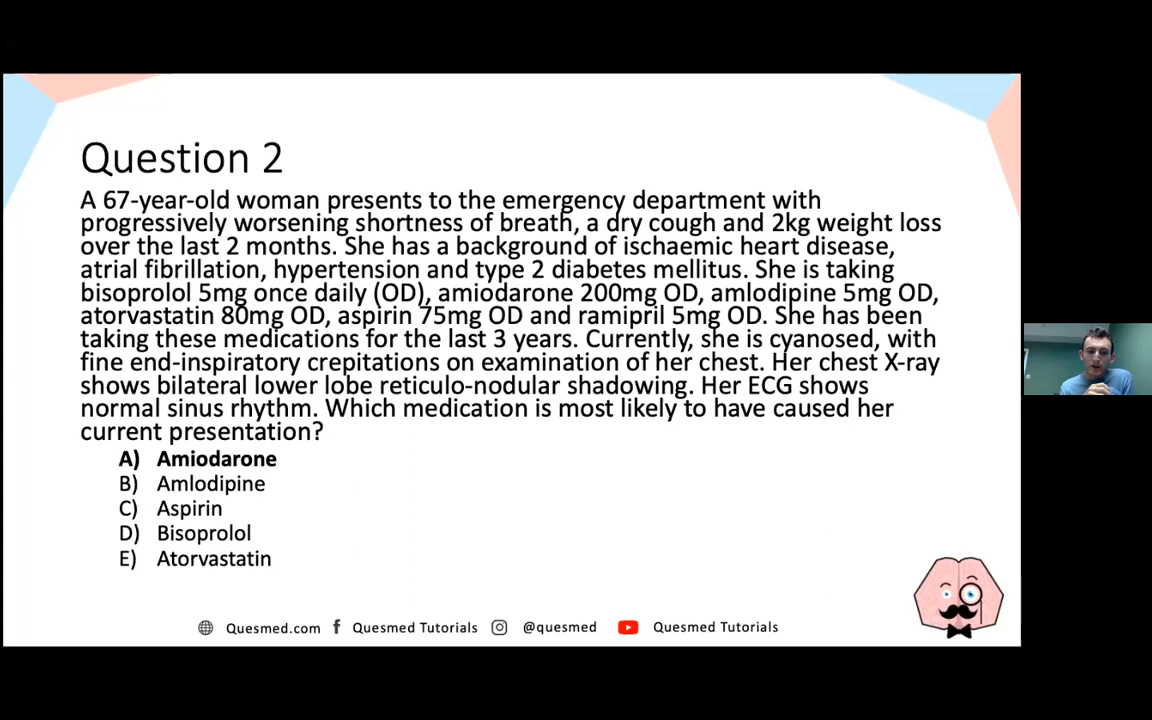 Question 2
A 67-year-old woman presents to the emergency department with
progressively worsening shortness of breath, a dry cough and 2kg weight loss
over the last 2 months. She has a background of ischaemic heart disease,
atrial fibrillation, hypertension and type 2 diabetes mellitus. She is taking
bisoprolol 5mg once daily (OD), amiodarone 200mg OD, amlodipine 5mg OD,
atorvastatin 80mg OD, aspirin 75mg OD and ramipril 5mg OD. She has been
taking these medications for the last 3 years. Currently, she is cyanosed, with
fine end-inspiratory crepitations on examination of her chest. Her chest X-ray
shows bilateral lower lobe reticulo-nodular shadowing. Her ECG shows
normal sinus rhythm. Which medication is most likely to have caused her
current presentation?
A) Amiodarone
B) Amlodipine
C) Aspirin
D) Bisoprolol
E) Atorvastatin
Quesmed.com f Quesmed Tutorials @quesmed Quesmed Tutorials